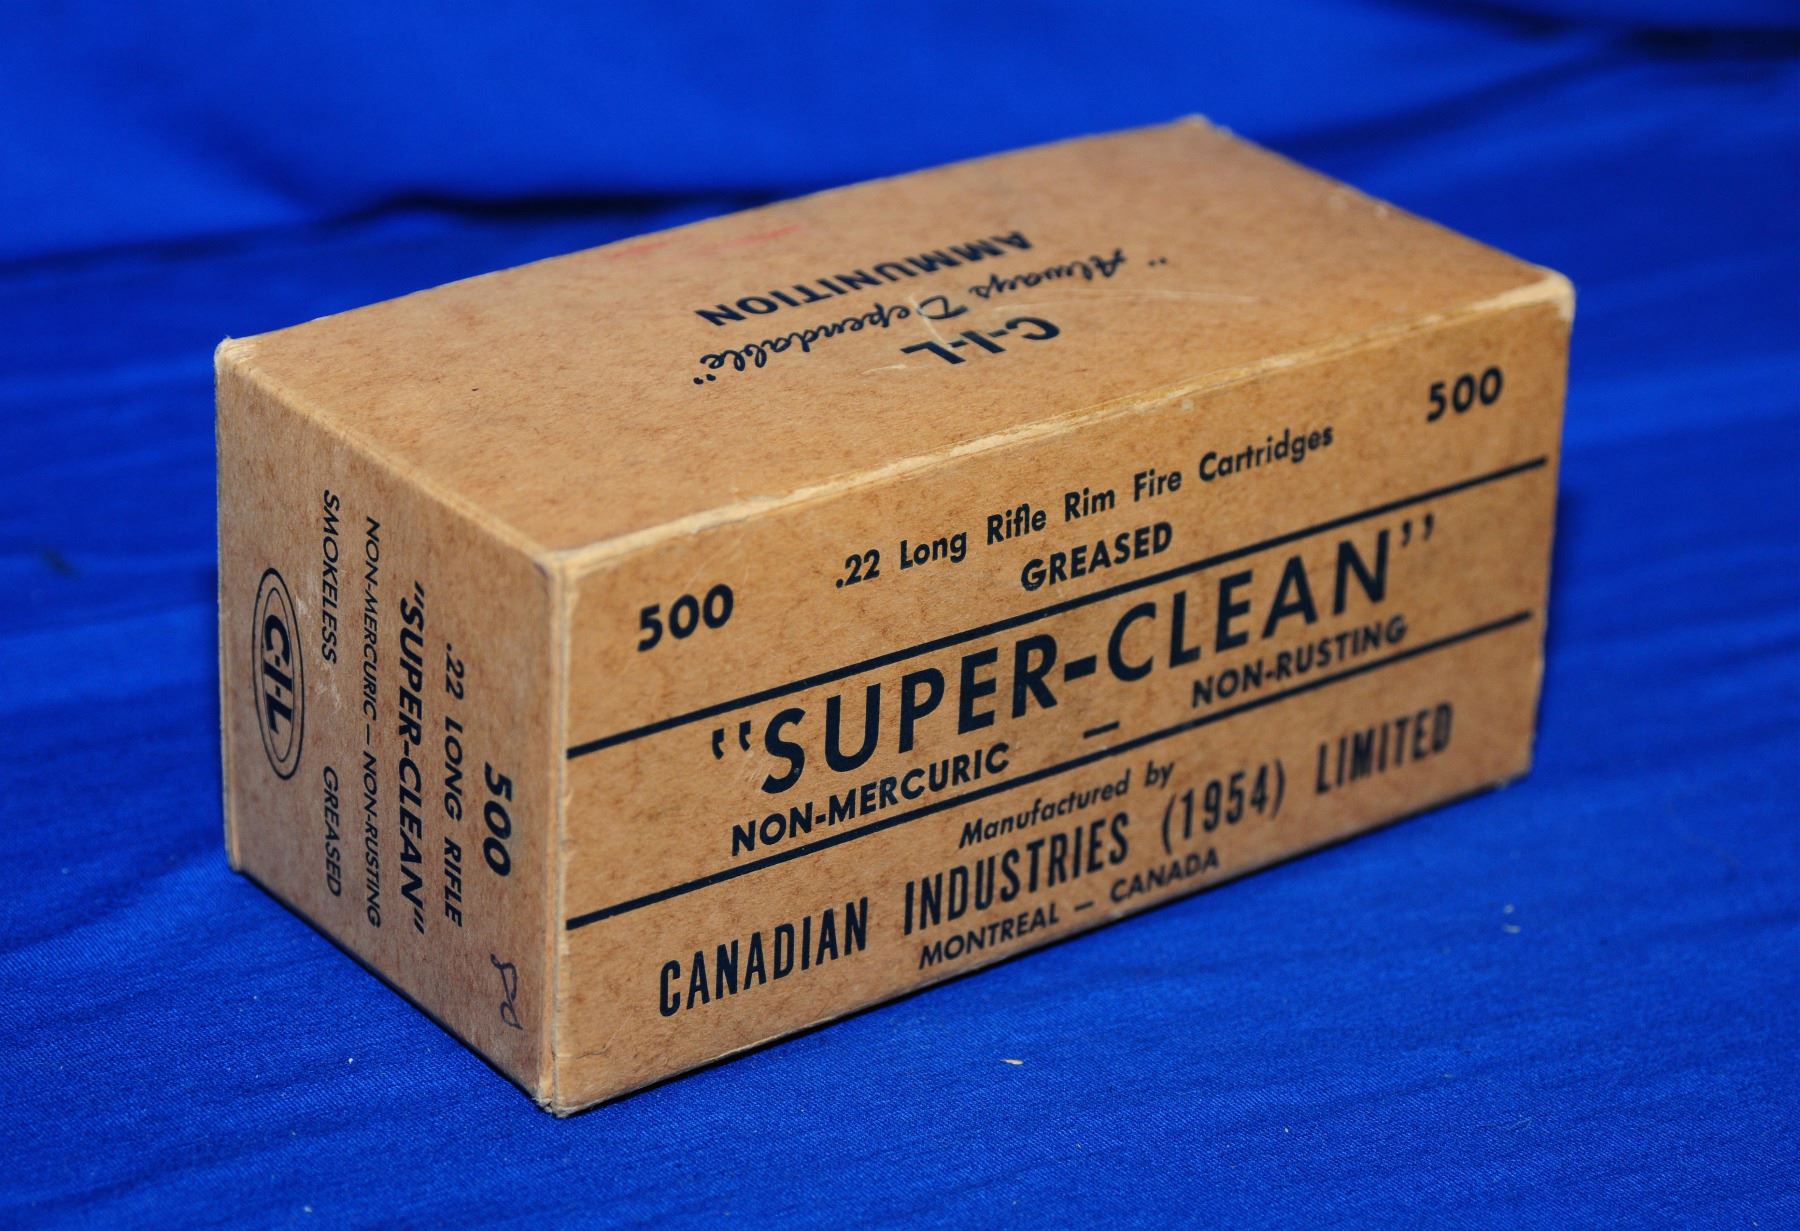 C-I-L
"Always Dependable"
AMMUNITION
500
.22 Long Rifle Rim Fire Cartridges
500
GREASED
"SUPER-CLEAN"
NON-MERCURIC — NON-RUSTING
Manufactured by
CANADIAN INDUSTRIES (1954) LIMITED
MONTREAL — CANADA
500
.22 LONG RIFLE
"SUPER-CLEAN"
NON-MERCURIC — NON-RUSTING
SMOKELESS GREASED
C-I-L